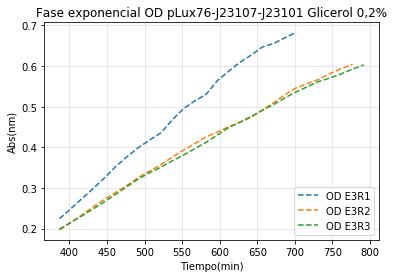 Fase exponencial OD pLux76-J23107-J23101 Glicerol 0,2%
Abs(nm)
0.7
0.6
0.5
0.4
0.3
0.2
OD E3R1
OD E3R2
OD E3R3
400 450 500 550 600 650 700 750 800
Tiempo(min)